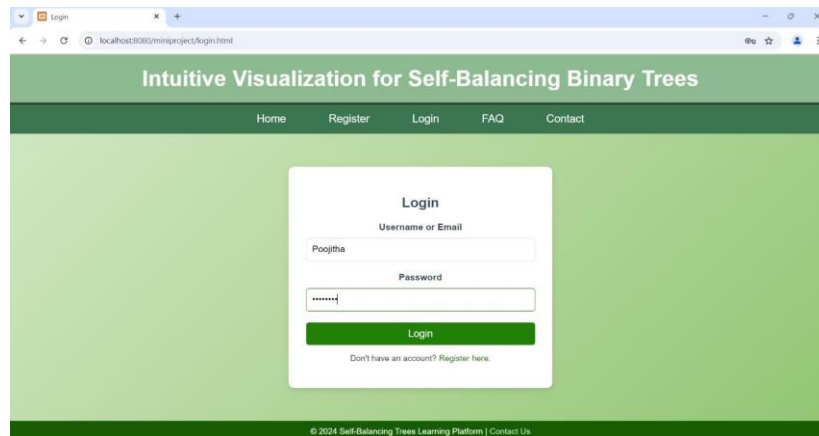 Login
localhost:8080/miniproject/login.html
Intuitive Visualization for Self-Balancing Binary Trees
Home Register Login FAQ Contact
Login
Username or Email
Poojitha
Password
••••••••
Login
Don't have an account? Register here.
© 2024 Self-Balancing Trees Learning Platform | Contact Us